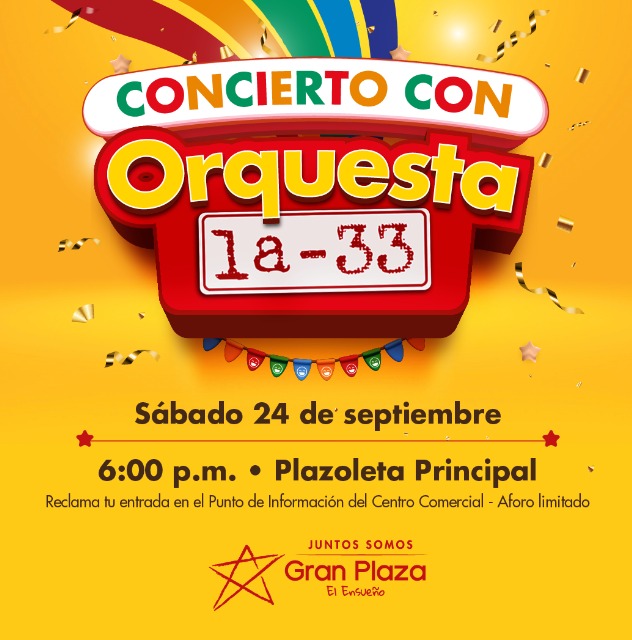 CONCIERTO CON
Orquesta
la-33
Sábado 24 de septiembre
6:00 p.m. • Plazoleta Principal
Reclama tu entrada en el Punto de Información del Centro Comercial - Aforo limitado
JUNTOS SOMOS
Gran Plaza
El Ensueño